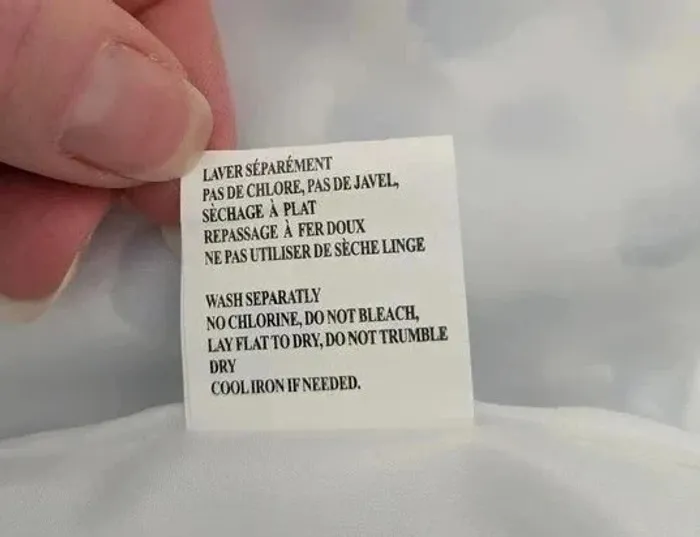 LAVER SÉPARÉMENT
PAS DE CHLORE, PAS DE JAVEL,
SÈCHAGE À PLAT
REPASSAGE À FER DOUX
NE PAS UTILISER DE SÈCHE LINGE
WASH SEPARATLY
NO CHLORINE, DO NOT BLEACH,
LAY FLAT TO DRY, DO NOT TRUMBLE
DRY
COOL IRON IF NEEDED.